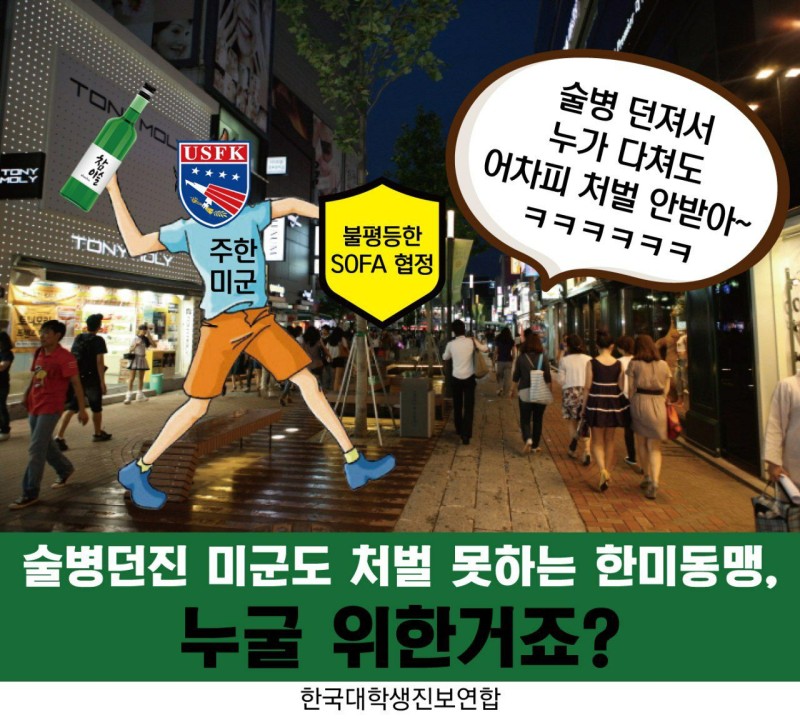 TONYMOLY
TONY
MOLY
TONYMOLY
참이슬
USFK
주한
미군
불평등한
SOFA 협정
술병 던져서
누가 다쳐도
어차피 처벌 안받아~
ㅋㅋㅋㅋㅋㅋ
술병던진 미군도 처벌 못하는 한미동맹,
누굴 위한거죠?
한국대학생진보연합